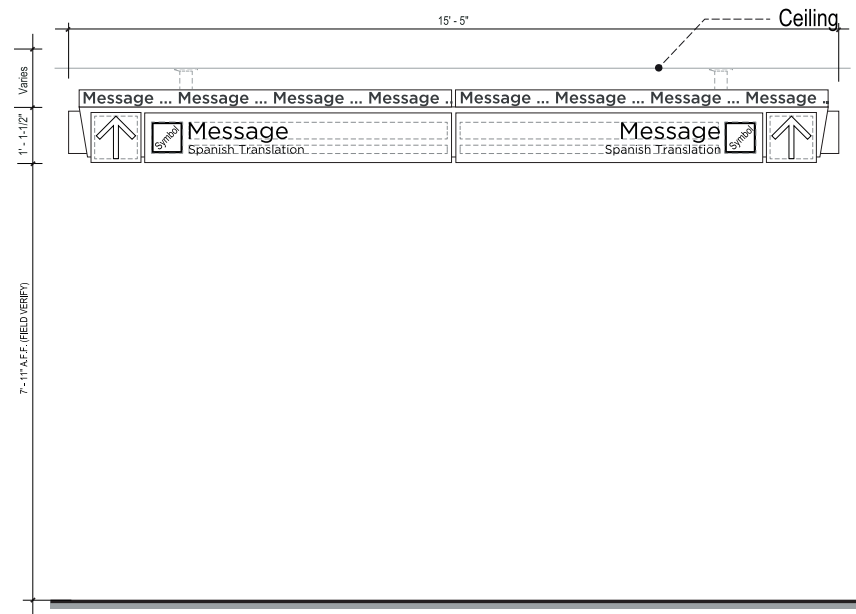 15' - 5"
Ceiling
Varies
Message ... Message ... Message ... Message ..
Message ... Message ... Message ... Message ..
1' - 1-1/2"
Symbol
Message
Spanish Translation
Message
Spanish Translation
Symbol
7' - 11" A.F.F. (FIELD VERIFY)